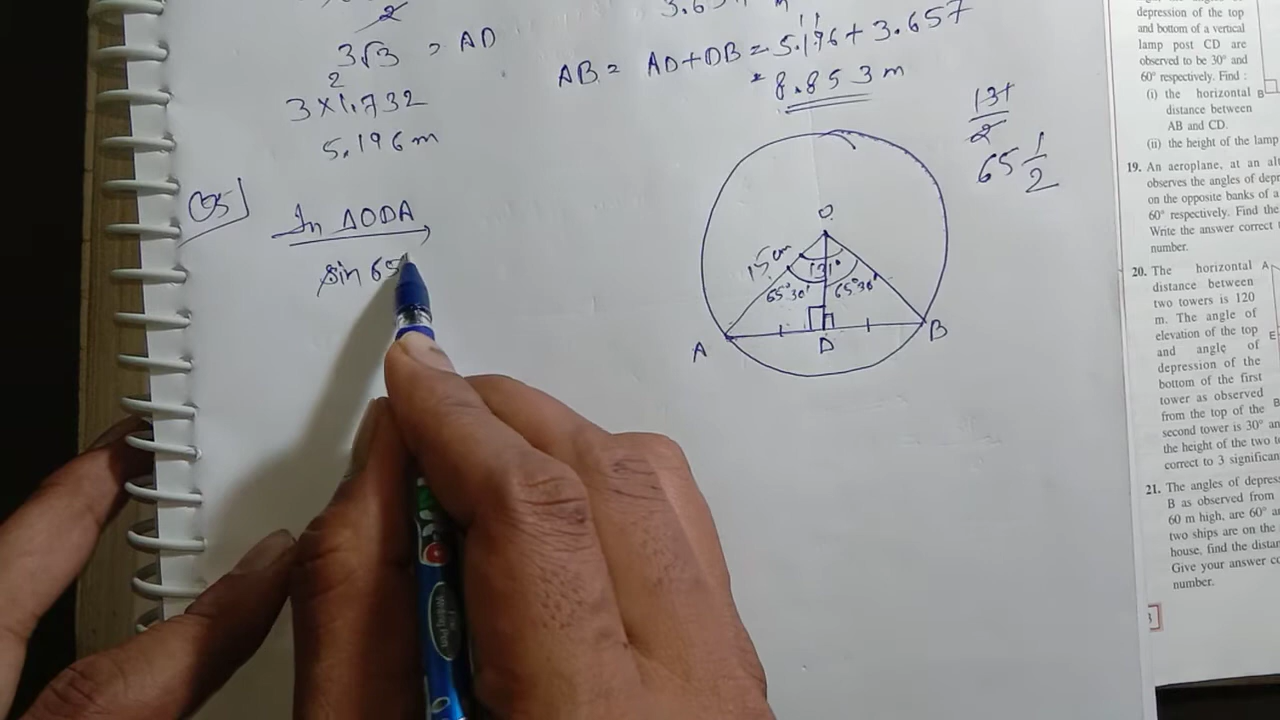 2
3√3 = AD
2
3×1.732
5.196 m
3.657 m
1 1
AB = AD+DB = 5.196 + 3.657
= 8.853 m
131
2
65 1/2
Q5]
In ΔODA
sin 65
O
15 cm
131°
65°30' 65°30'
A D B
depression of the top
and bottom of a vertical
lamp post CD are
observed to be 30° and
60° respectively. Find :
(i) the horizontal B
distance between
AB and CD.
(ii) the height of the lamp
19. An aeroplane, at an alt
observes the angles of depr
on the opposite banks of a
60° respectively. Find the
Write the answer correct t
number.
20. The horizontal A
distance between
two towers is 120
m. The angle of
elevation of the top E
and angle of
depression of the
bottom of the first
tower as observed
from the top of the B
second tower is 30° an
the height of the two t
correct to 3 significan
21. The angles of depres
B as observed from
60 m high, are 60° a
two ships are on the
house, find the distan
Give your answer co
number.
3